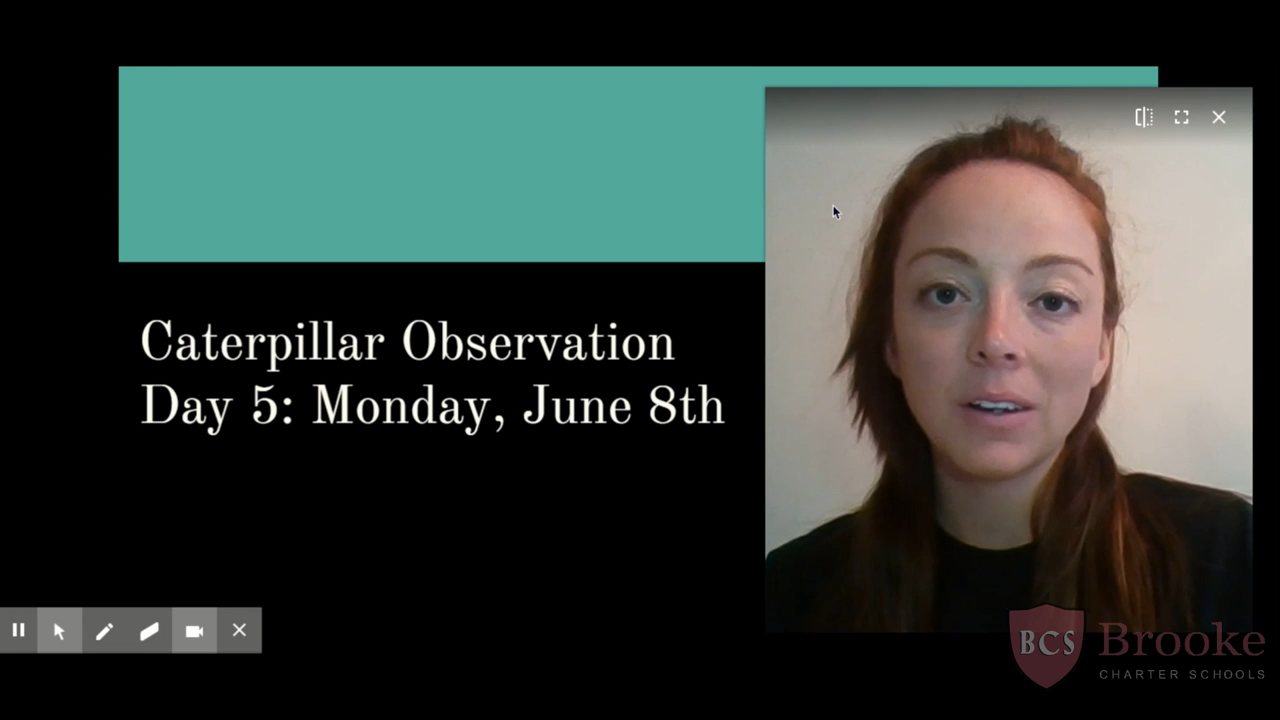 Caterpillar Observation
Day 5: Monday, June 8th
BCS Brooke
CHARTER SCHOOLS